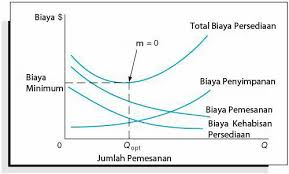 Biaya $
Total Biaya Persediaan
m = 0
Biaya
Minimum
Biaya Penyimpanan
Biaya Pemesanan
Biaya Kehabisan
Persediaan
0
Qopt
Q
Jumlah Pemesanan